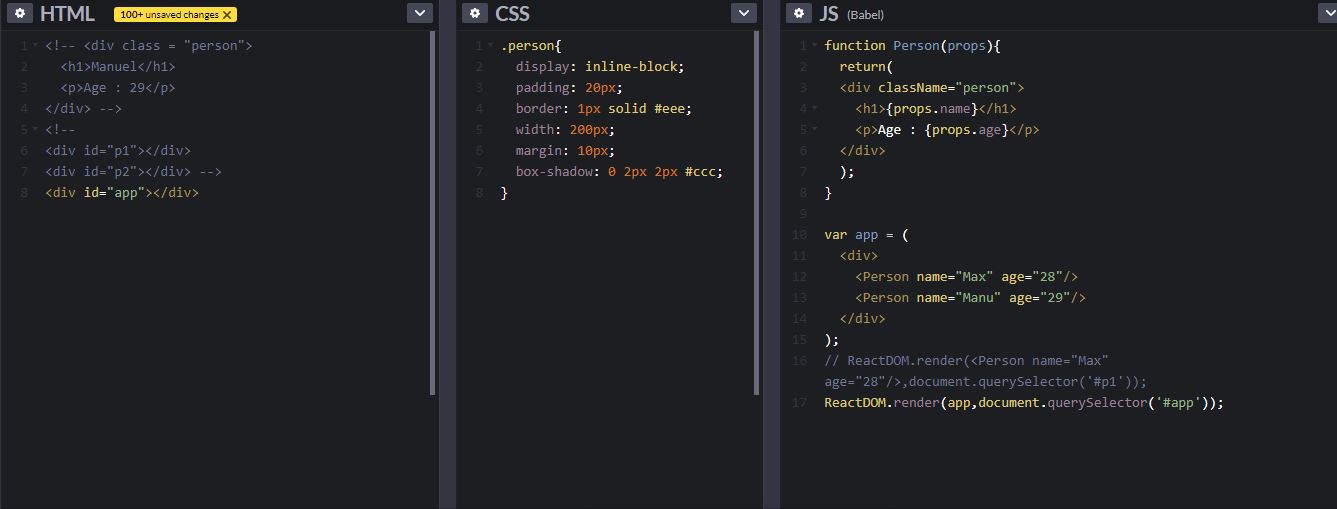 HTML
100+ unsaved changes X
1 <!-- <div class = "person">
2 <h1>Manuel</h1>
3 <p>Age : 29</p>
4 </div> -->
5 <!--
6 <div id="p1"></div>
7 <div id="p2"></div> -->
8 <div id="app"></div>
CSS
1 .person{
2 display: inline-block;
3 padding: 20px;
4 border: 1px solid #eee;
5 width: 200px;
6 margin: 10px;
7 box-shadow: 0 2px 2px #ccc;
8 }
JS (Babel)
1 function Person(props){
2 return(
3 <div className="person">
4 <h1>{props.name}</h1>
5 <p>Age : {props.age}</p>
6 </div>
7 );
8 }
9
10 var app = (
11 <div>
12 <Person name="Max" age="28"/>
13 <Person name="Manu" age="29"/>
14 </div>
15 );
16 // ReactDOM.render(<Person name="Max"
age="28"/>,document.querySelector('#p1'));
17 ReactDOM.render(app,document.querySelector('#app'));